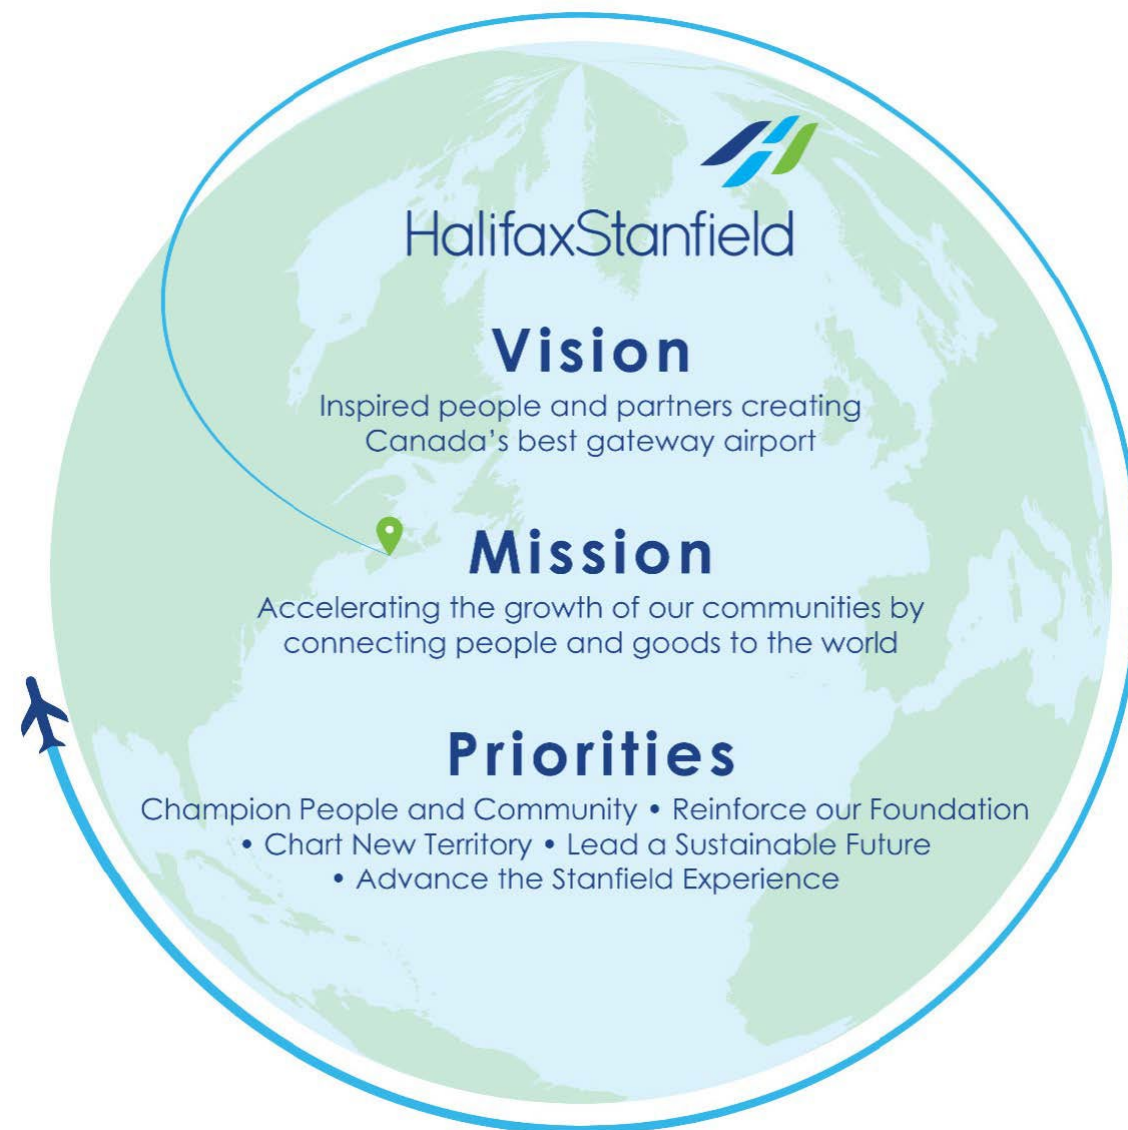 HalifaxStanfield
Vision
Inspired people and partners creating
Canada's best gateway airport
Mission
Accelerating the growth of our communities by
connecting people and goods to the world
Priorities
Champion People and Community • Reinforce our Foundation
• Chart New Territory • Lead a Sustainable Future
• Advance the Stanfield Experience